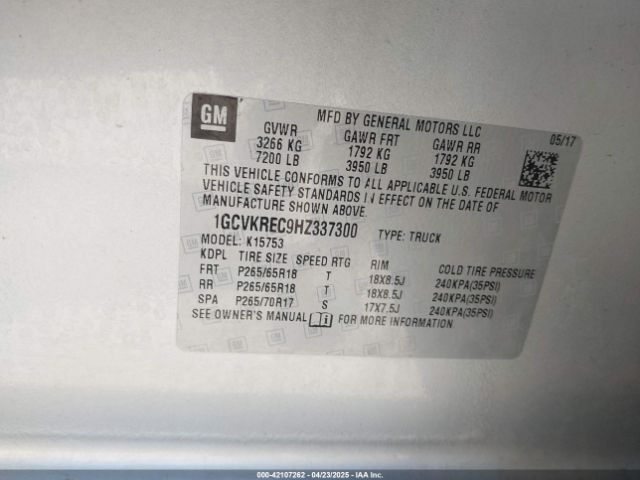 GM
MFD BY GENERAL MOTORS LLC
05/17
GVWR GAWR FRT GAWR RR
3266 KG 1792 KG 1792 KG
7200 LB 3950 LB 3950 LB
THIS VEHICLE CONFORMS TO ALL APPLICABLE U.S. FEDERAL MOTOR
VEHICLE SAFETY STANDARDS IN EFFECT ON THE DATE OF
MANUFACTURE SHOWN ABOVE.
1GCVKREC9HZ337300 TYPE: TRUCK
MODEL: K15753
KDPL TIRE SIZE SPEED RTG RIM COLD TIRE PRESSURE
FRT P265/65R18 T 18X8.5J 240KPA(35PSI)
RR P265/65R18 T 18X8.5J 240KPA(35PSI)
SPA P265/70R17 S 17X7.5J 240KPA(35PSI)
SEE OWNER'S MANUAL FOR MORE INFORMATION
000-42107262 - 04/23/2025 - IAA Inc.